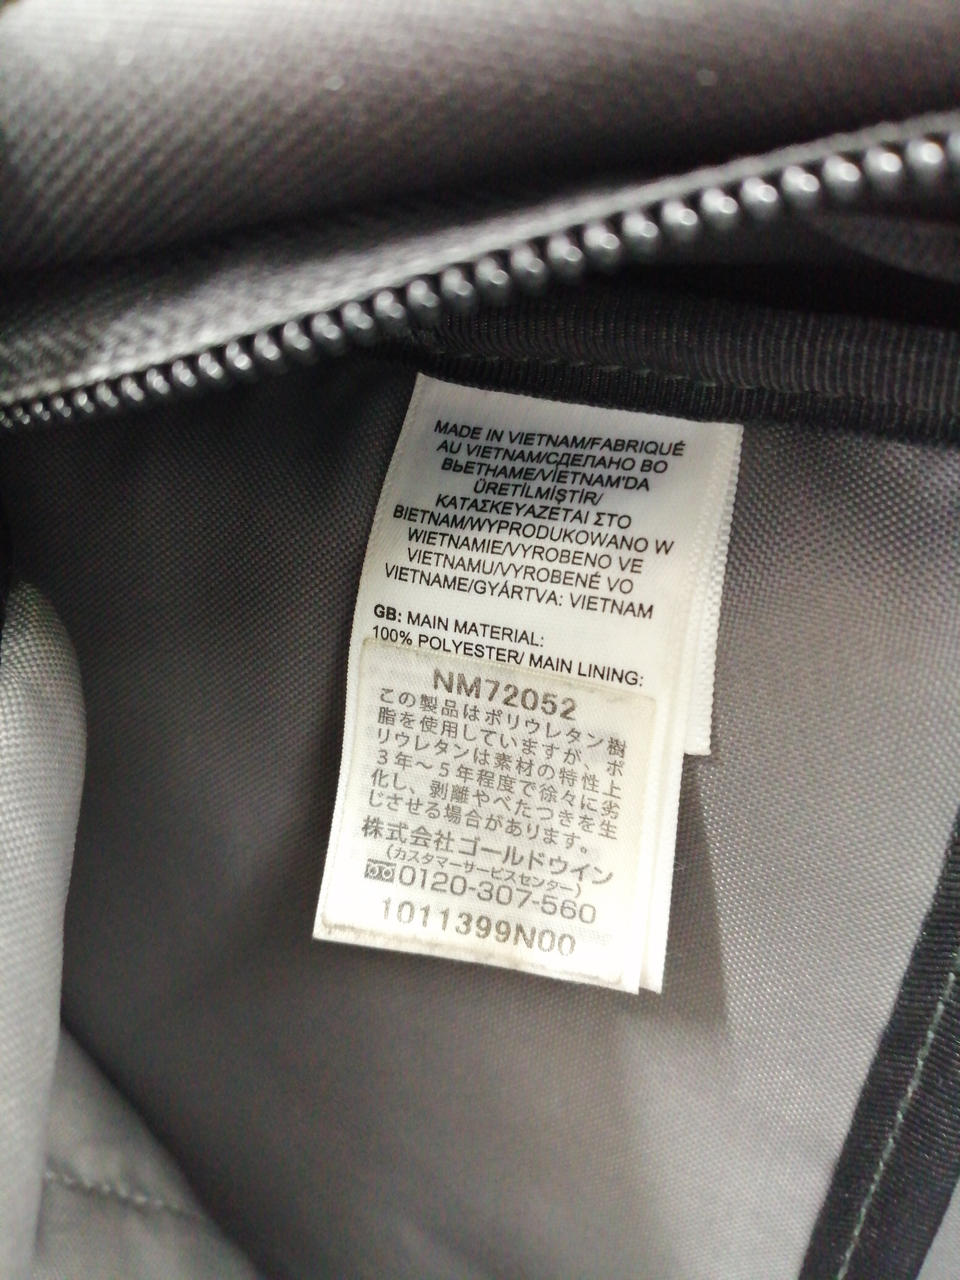 MADE IN VIETNAM/FABRIQUÉ
AU VIETNAM/СДЕЛАНО ВО
ВЬЕТНАМЕ/VİETNAM'DA
ÜRETİLMİŞTİR/
ΚΑΤΑΣΚΕΥΑΖΕΤΑΙ ΣΤΟ
ΒΙΕΤΝΑΜ/WYPRODUKOWANO W
WIETNAMIE/VYROBENO VE
VIETNAMU/VYROBENÉ VO
VIETNAME/GYÁRTVA: VIETNAM
GB: MAIN MATERIAL:
100% POLYESTER/ MAIN LINING:
NM72052
この製品はポリウレタン樹
脂を使用していますが、ポ
リウレタンは素材の特性上
3年～5年程度で徐々に劣
化し、剥離やべたつきを生
じさせる場合があります。
株式会社ゴールドウイン
(カスタマーサービスセンター)
0120-307-560
1011399N00